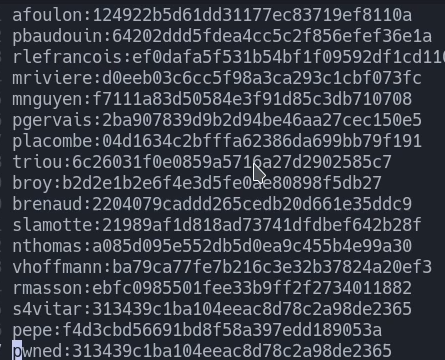 afoulon:124922b5d61dd31177ec83719ef8110a
pbaudouin:64202ddd5fdea4cc5c2f856efef36e1a
rlefrancois:ef0dafa5f531b54bf1f09592df1cd110
mriviere:d0eeb03c6cc5f98a3ca293c1cbf073fc
mnguyen:f7111a83d50584e3f91d85c3db710708
pgervais:2ba907839d9b2d94be46aa27cec150e5
placombe:04d1634c2bfffa62386da699bb79f191
triou:6c26031f0e0859a5716a27d2902585c7
broy:b2d2e1b2e6f4e3d5fe0ae80898f5db27
brenaud:2204079caddd265cedb20d661e35ddc9
slamotte:21989af1d818ad73741dfdbef642b28f
nthomas:a085d095e552db5d0ea9c455b4e99a30
vhoffmann:ba79ca77fe7b216c3e32b37824a20ef3
rmasson:ebfc0985501fee33b9ff2f2734011882
s4vitar:313439c1ba104eeac8d78c2a98de2365
pepe:f4d3cbd56691bd8f58a397edd189053a
pwned:313439c1ba104eeac8d78c2a98de2365